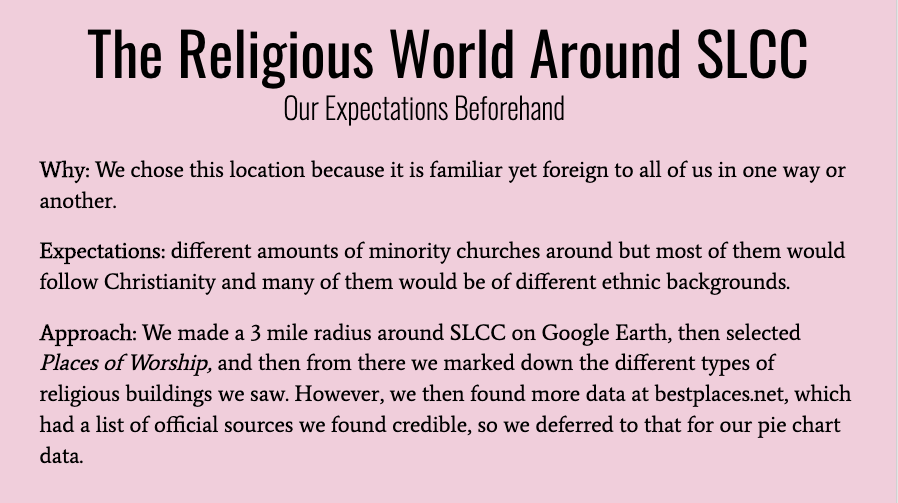 The Religious World Around SLCC
Our Expectations Beforehand
Why: We chose this location because it is familiar yet foreign to all of us in one way or
another.
Expectations: different amounts of minority churches around but most of them would
follow Christianity and many of them would be of different ethnic backgrounds.
Approach: We made a 3 mile radius around SLCC on Google Earth, then selected
Places of Worship, and then from there we marked down the different types of
religious buildings we saw. However, we then found more data at bestplaces.net, which
had a list of official sources we found credible, so we deferred to that for our pie chart
data.